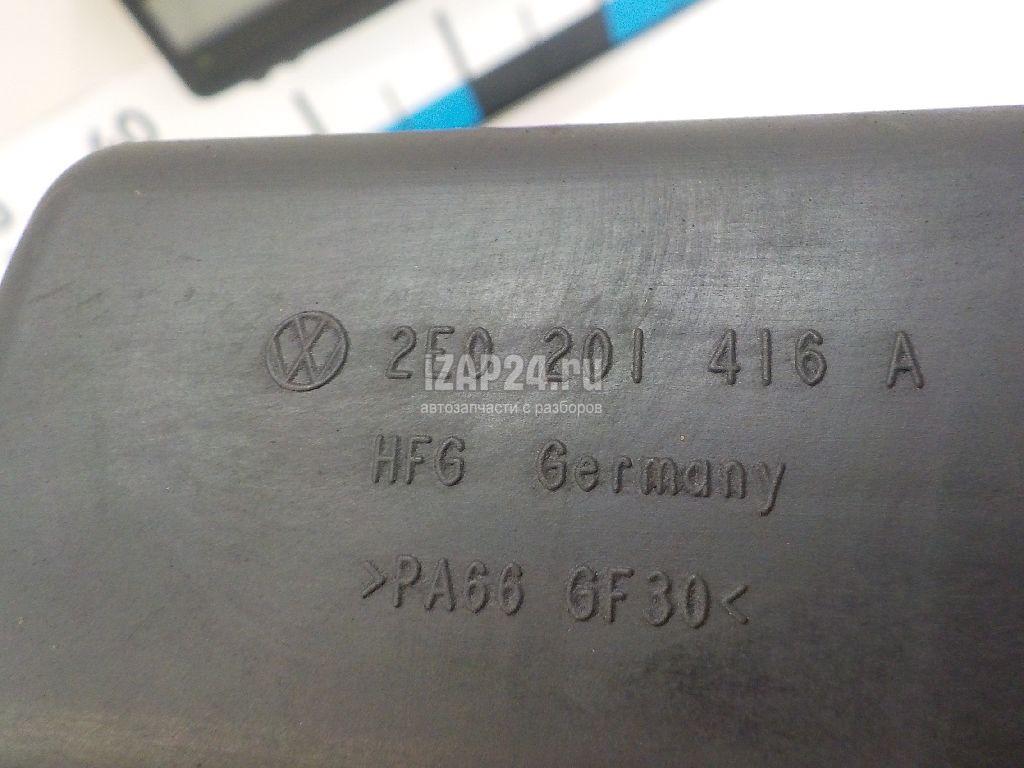 2E0 201 416 A
iZAP24.ru
автозапчасти с разборов
HFG Germany
>PA66 GF30<